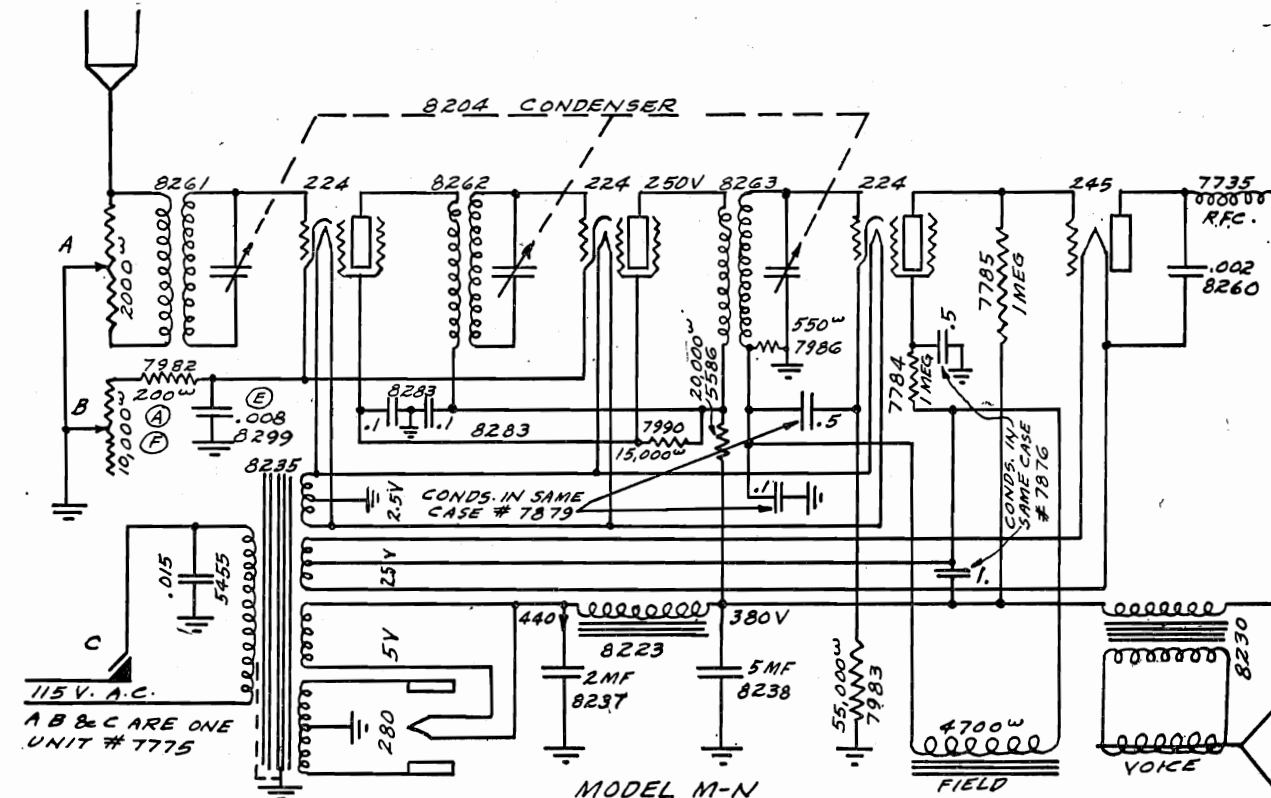 8204 CONDENSER
8261
224
8262
224
250V
8263
224
245
7735
R.F.C.
A
2000 ω
7785
1 MEG
.002
8260
550 ω
7986
.5
20,000 ω
5586
7784
1 MEG
7982
200 ω
B
10,000 ω
A
F
E
.008
8299
8283
.1
.1
8283
7990
15,000 ω
.5
8235
2.5V
CONDS. IN SAME
CASE # 7879
.1
CONDS. IN
SAME CASE
# 7876
.015
5455
25V
1.
C
5V
440
8223
380V
8230
115 V. A.C.
2MF
8237
5MF
8238
55,000 ω
7983
A B & C ARE ONE
UNIT # 7775
280
4700 ω
FIELD
VOICE
MODEL M-N